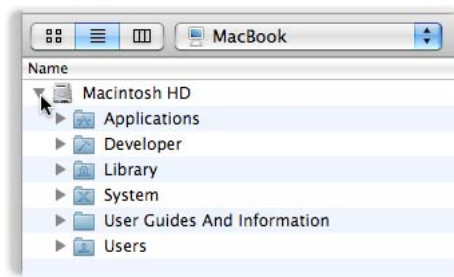 MacBook
Name
Macintosh HD
Applications
Developer
Library
System
User Guides And Information
Users